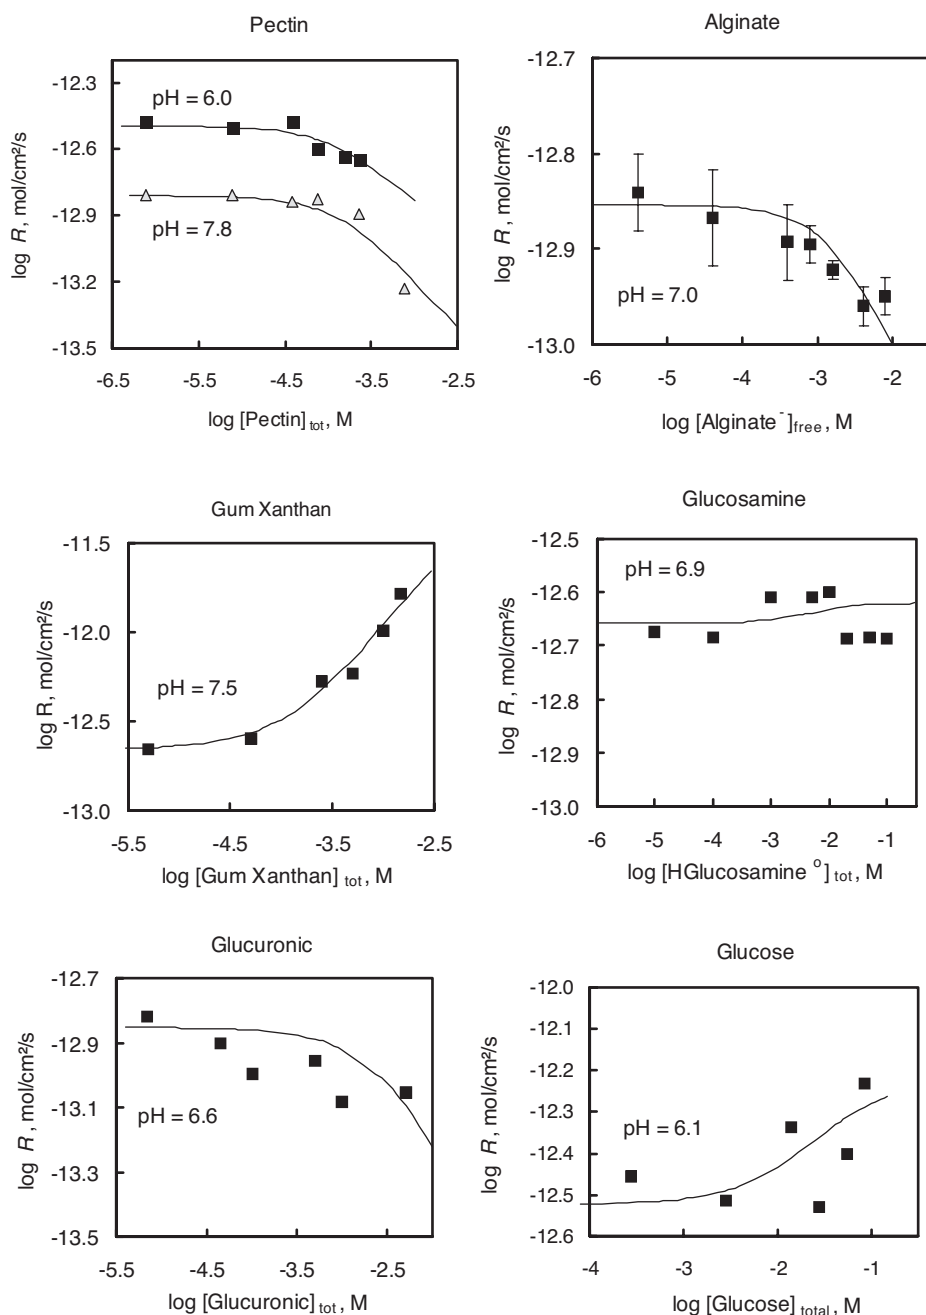 Pectin
log R, mol/cm²/s
-12.3
-12.6
-12.9
-13.2
-13.5
pH = 6.0
pH = 7.8
-6.5 -5.5 -4.5 -3.5 -2.5
log [Pectin] tot, M
Alginate
log R, mol/cm²/s
-12.7
-12.8
-12.9
-13.0
pH = 7.0
-6 -5 -4 -3 -2
log [Alginate⁻]free, M
Gum Xanthan
log R, mol/cm²/s
-11.5
-12.0
-12.5
-13.0
pH = 7.5
-5.5 -4.5 -3.5 -2.5
log [Gum Xanthan] tot, M
Glucosamine
log R, mol/cm²/s
-12.5
-12.6
-12.7
-12.8
-12.9
-13.0
pH = 6.9
-6 -5 -4 -3 -2 -1
log [HGlucosamine °] tot, M
Glucuronic
log R, mol/cm²/s
-12.7
-12.9
-13.1
-13.3
-13.5
pH = 6.6
-5.5 -4.5 -3.5 -2.5
log [Glucuronic] tot, M
Glucose
log R, mol/cm²/s
-12.0
-12.1
-12.2
-12.3
-12.4
-12.5
-12.6
pH = 6.1
-4 -3 -2 -1
log [Glucose] total, M